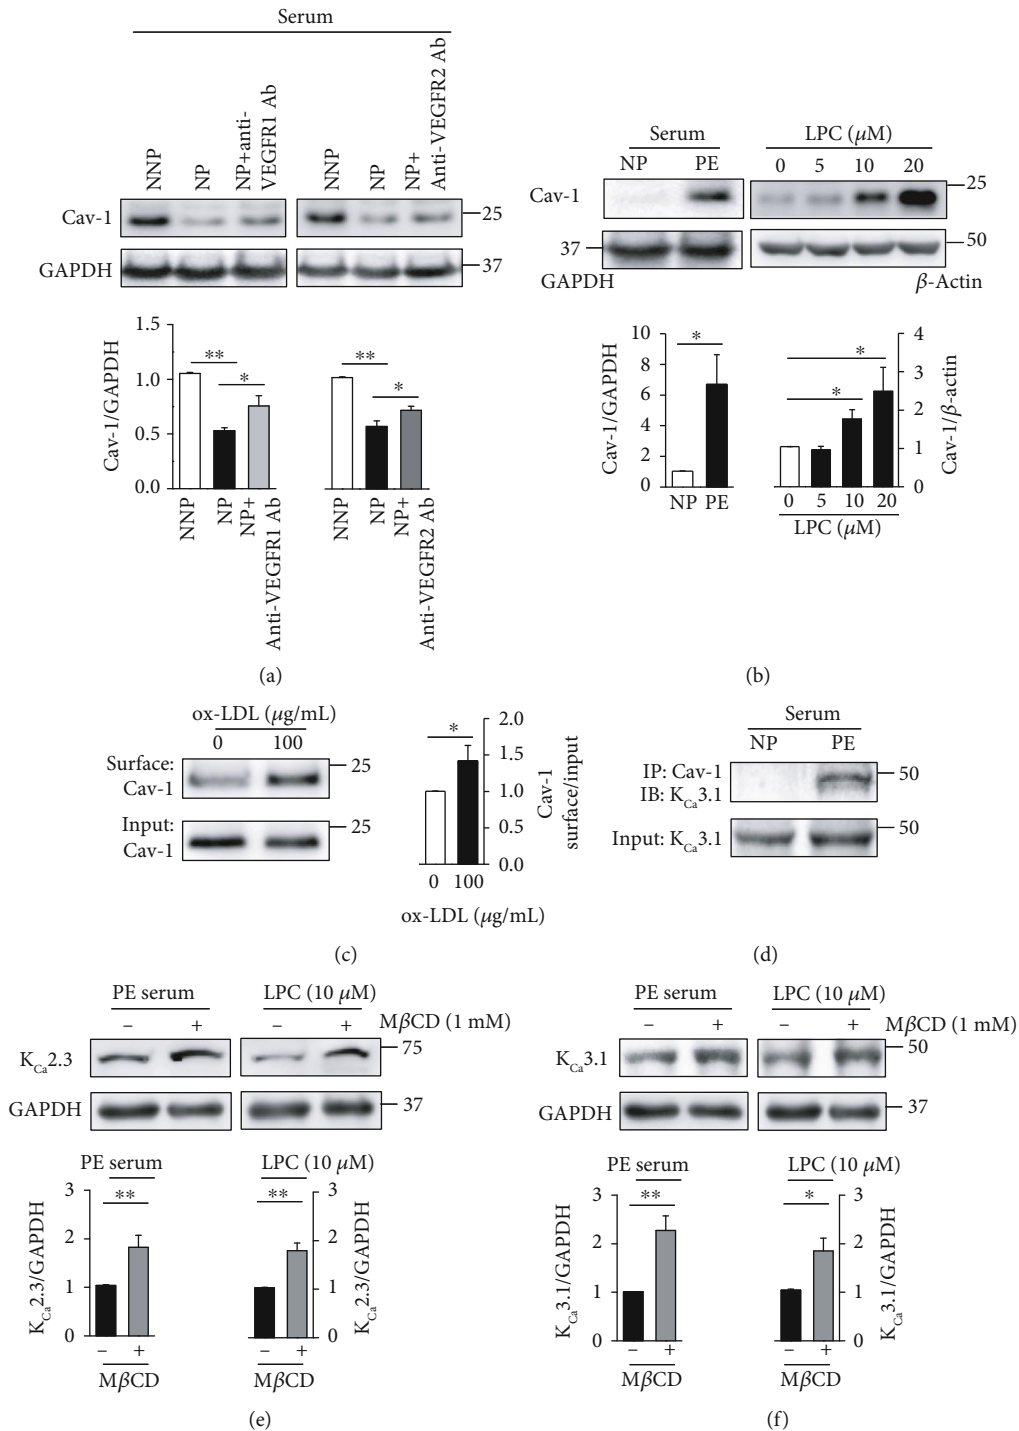 Serum
NNP NP NP+anti-VEGFR1 Ab NNP NP NP+Anti-VEGFR2 Ab
Cav-1 25
GAPDH 37
Cav-1/GAPDH
1.5
1.0
0.5
0.0
** * ** *
NNP NP NP+Anti-VEGFR1 Ab NNP NP NP+Anti-VEGFR2 Ab
(a)
Serum LPC (μM)
NP PE 0 5 10 20
Cav-1 25
37 50
GAPDH β-Actin
Cav-1/GAPDH
10
8
6
4
2
0
*
NP PE
* *
4
3
2
1
0
Cav-1/β-actin
0 5 10 20
LPC (μM)
(b)
ox-LDL (μg/mL)
0 100
Surface: Cav-1 25
Input: Cav-1 25
*
2.0
1.5
1.0
0.5
0.0
Cav-1 surface/input
0 100
ox-LDL (μg/mL)
(c)
Serum
NP PE
IP: Cav-1
IB: KCa3.1 50
Input: KCa3.1 50
(d)
PE serum LPC (10 μM)
− + − + MβCD (1 mM)
KCa2.3 75
GAPDH 37
PE serum LPC (10 μM)
KCa2.3/GAPDH
3
2
1
0
** **
3
2
1
0
KCa2.3/GAPDH
− + − +
MβCD MβCD
(e)
PE serum LPC (10 μM)
− + − + MβCD (1 mM)
KCa3.1 50
GAPDH 37
PE serum LPC (10 μM)
KCa3.1/GAPDH
3
2
1
0
** *
3
2
1
0
KCa3.1/GAPDH
− + − +
MβCD MβCD
(f)